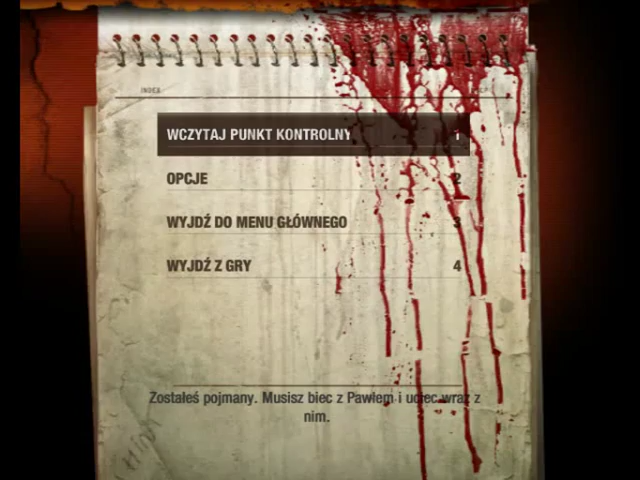 INDEX
WCZYTAJ PUNKT KONTROLNY 1
OPCJE 2
WYJDŹ DO MENU GŁÓWNEGO 3
WYJDŹ Z GRY 4
Zostałeś pojmany. Musisz biec z Pawłem i uciec wraz z
nim.